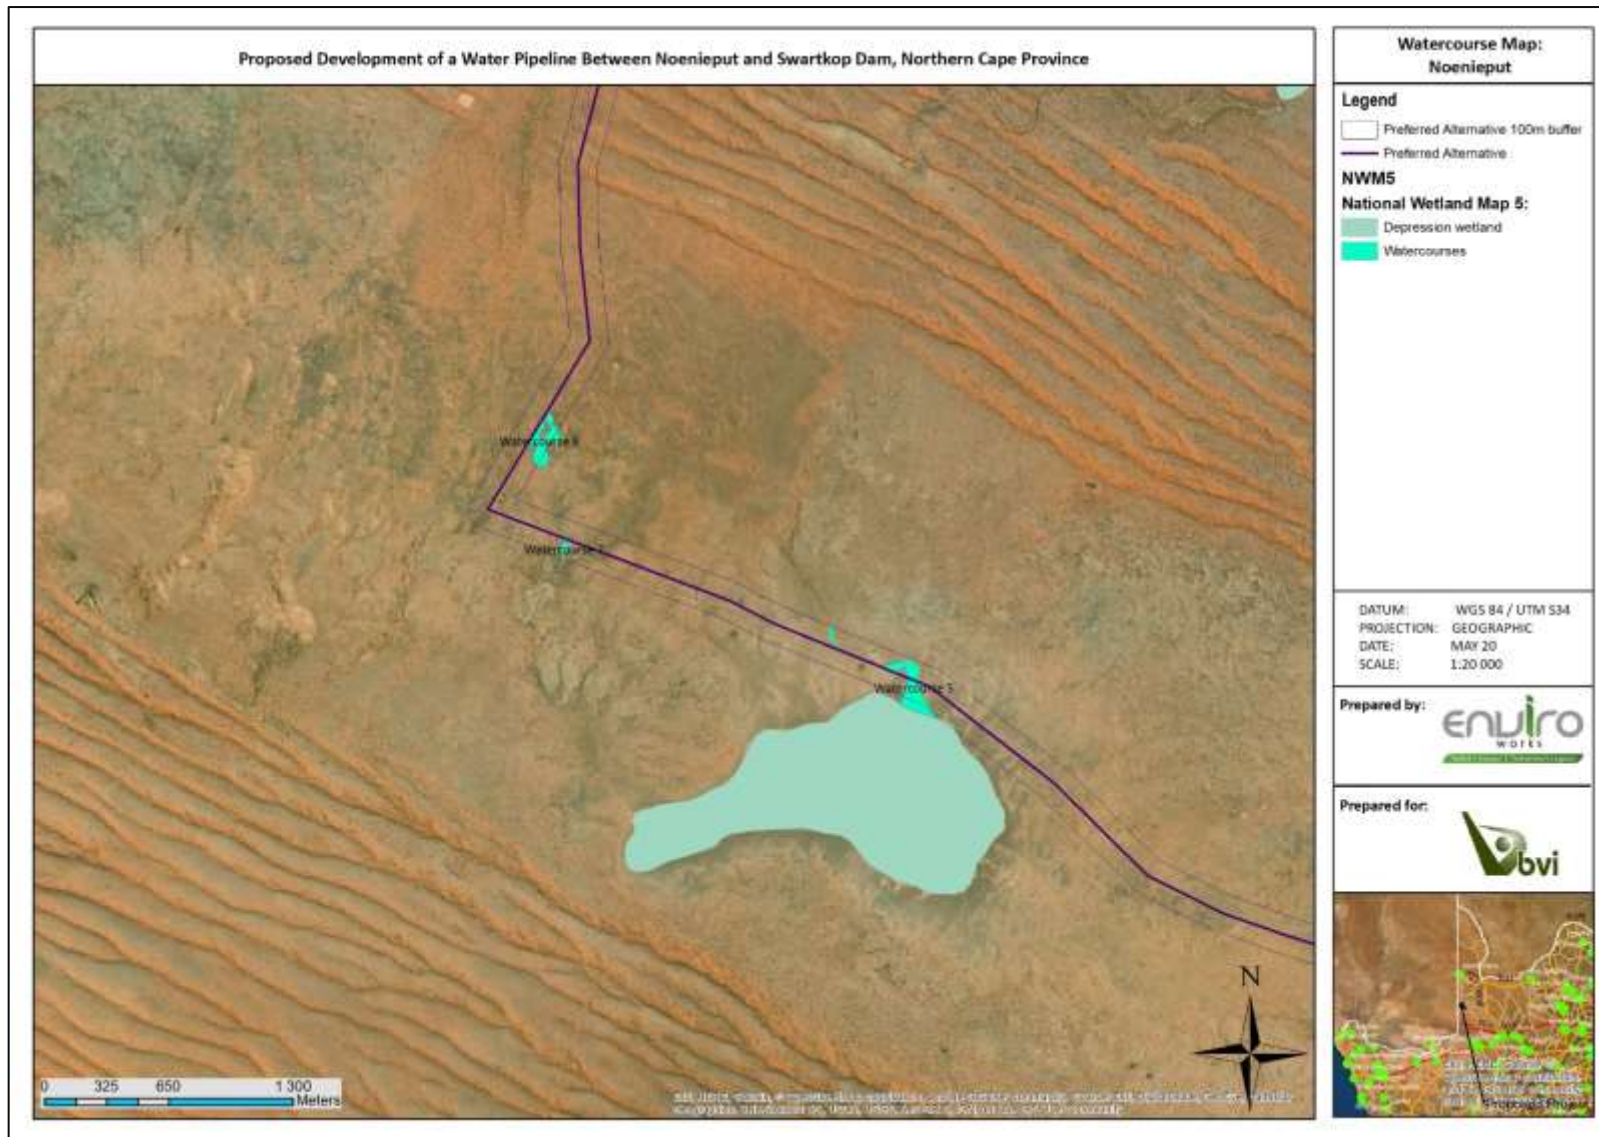 Proposed Development of a Water Pipeline Between Noenieput and Swartkop Dam, Northern Cape Province
Watercourse Map:
Noenieput
Legend
Preferred Alternative 100m buffer
Preferred Alternative
NWM5
National Wetland Map 5:
Depression wetland
Watercourses
Watercourse
Watercourse
Watercourse 5
DATUM: WGS 84 / UTM S34
PROJECTION: GEOGRAPHIC
DATE: MAY 20
SCALE: 1:20 000
Prepared by:
enviro
works
Prepared for:
bvi
N
0 325 650 1 300
Meters